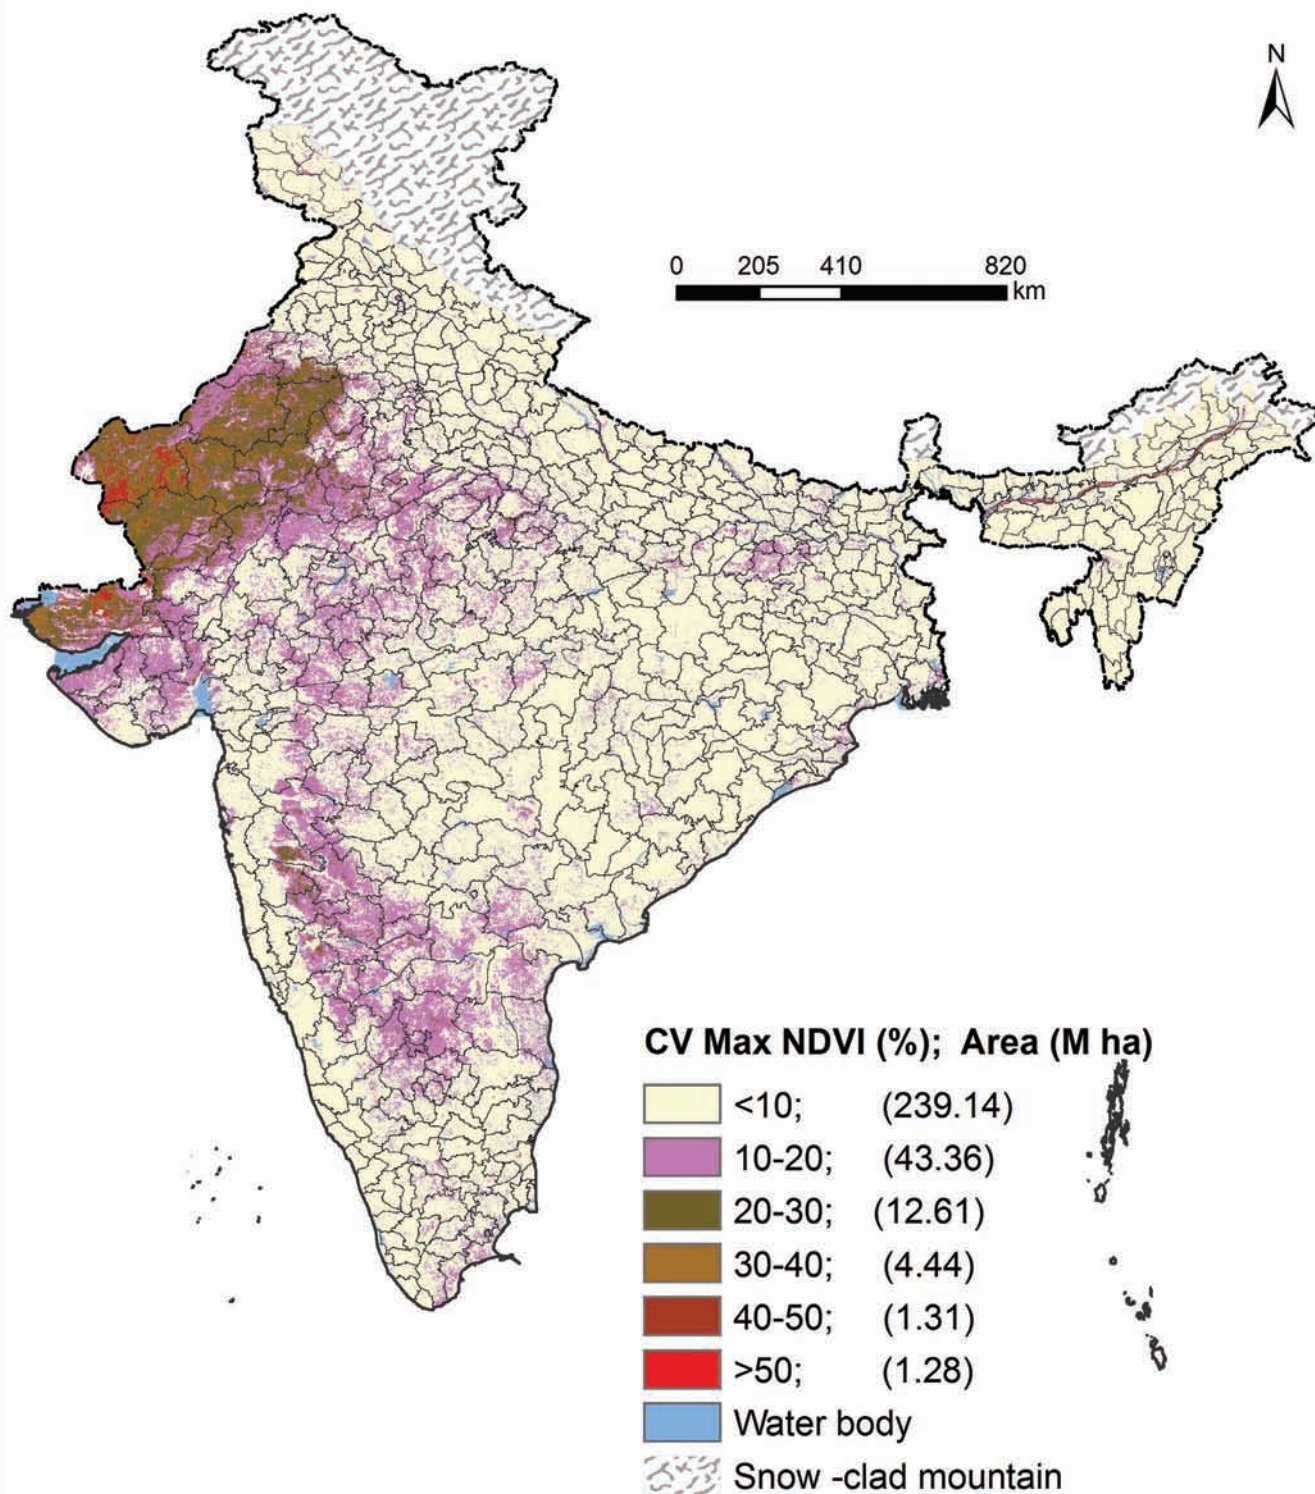 N
0 205 410 820
km
CV Max NDVI (%); Area (M ha)
<10; (239.14)
10-20; (43.36)
20-30; (12.61)
30-40; (4.44)
40-50; (1.31)
>50; (1.28)
Water body
Snow -clad mountain